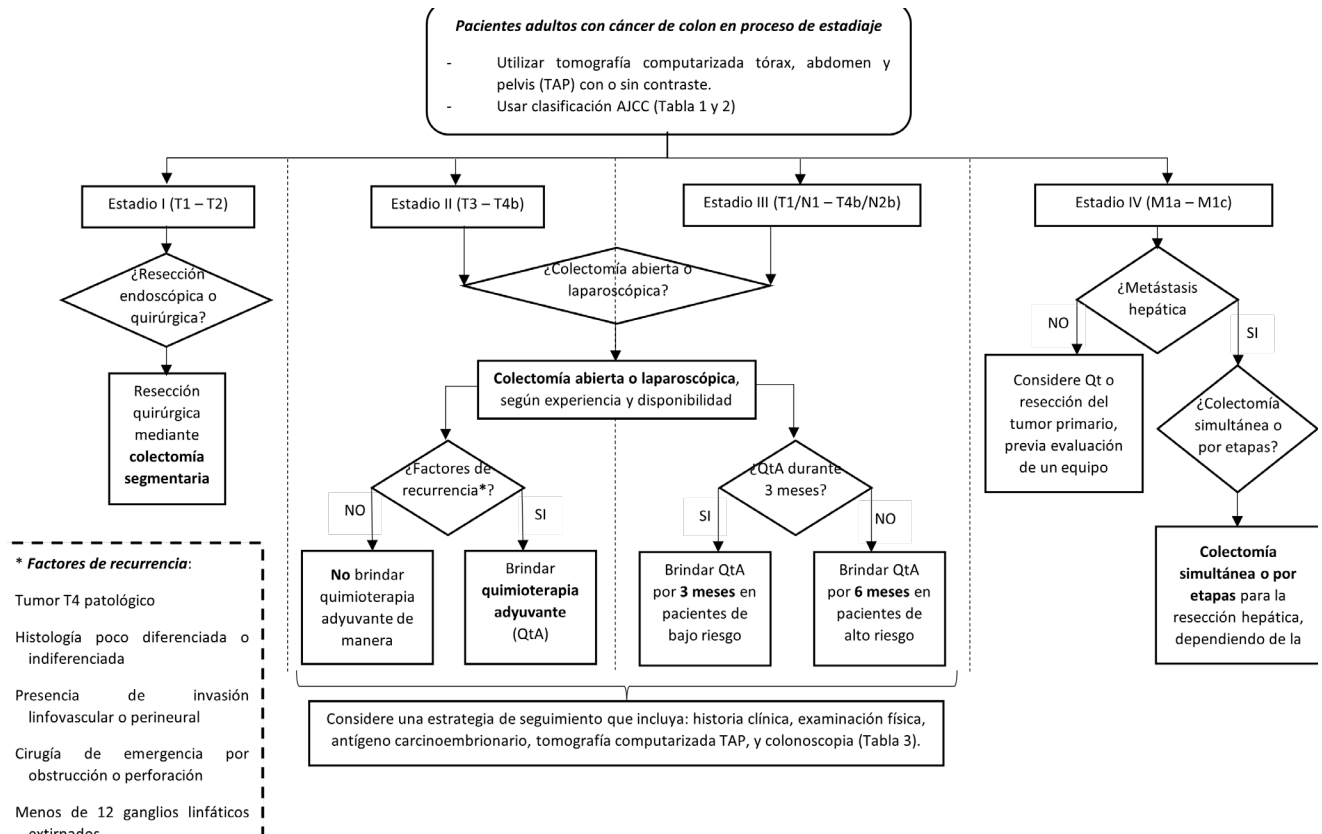 Pacientes adultos con cáncer de colon en proceso de estadiaje
- Utilizar tomografía computarizada tórax, abdomen y
pelvis (TAP) con o sin contraste.
- Usar clasificación AJCC (Tabla 1 y 2)
Estadio I (T1 – T2)
Estadio II (T3 – T4b)
Estadio III (T1/N1 – T4b/N2b)
Estadio IV (M1a – M1c)
¿Resección
endoscópica o
quirúrgica?
Resección
quirúrgica
mediante
colectomía
segmentaria
¿Colectomía abierta o
laparoscópica?
Colectomía abierta o laparoscópica,
según experiencia y disponibilidad
¿Factores de
recurrencia*?
NO
SI
No brindar
quimioterapia
adyuvante de
manera
Brindar
quimioterapia
adyuvante
(QtA)
¿QtA durante
3 meses?
SI
NO
Brindar QtA
por 3 meses en
pacientes de
bajo riesgo
Brindar QtA
por 6 meses en
pacientes de
alto riesgo
¿Metástasis
hepática
NO
SI
Considere Qt o
resección del
tumor primario,
previa evaluación
de un equipo
¿Colectomía
simultánea o
por etapas?
Colectomía
simultánea o por
etapas para la
resección hepática,
dependiendo de la
Considere una estrategia de seguimiento que incluya: historia clínica, examinación física,
antígeno carcinoembrionario, tomografía computarizada TAP, y colonoscopia (Tabla 3).
* Factores de recurrencia:
Tumor T4 patológico
Histología poco diferenciada o
indiferenciada
Presencia de invasión
linfovascular o perineural
Cirugía de emergencia por
obstrucción o perforación
Menos de 12 ganglios linfáticos